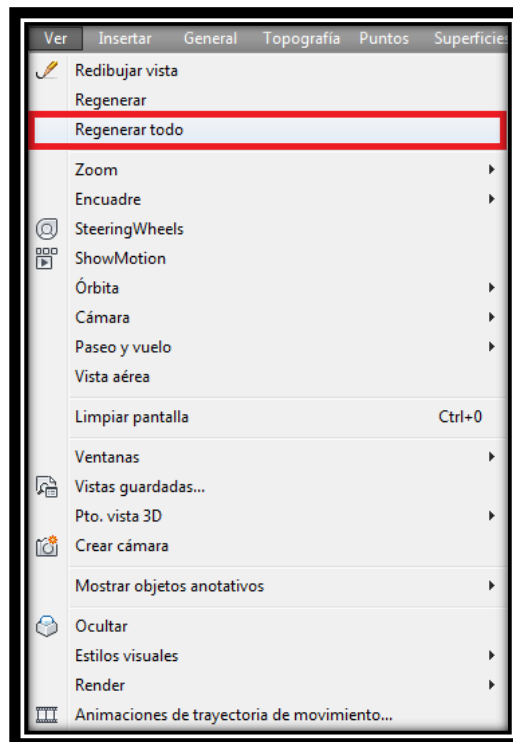 Ver Insertar General Topografía Puntos Superficies
Redibujar vista
Regenerar
Regenerar todo
Zoom
Encuadre
SteeringWheels
ShowMotion
Órbita
Cámara
Paseo y vuelo
Vista aérea
Limpiar pantalla Ctrl+0
Ventanas
Vistas guardadas...
Pto. vista 3D
Crear cámara
Mostrar objetos anotativos
Ocultar
Estilos visuales
Render
Animaciones de trayectoria de movimiento...